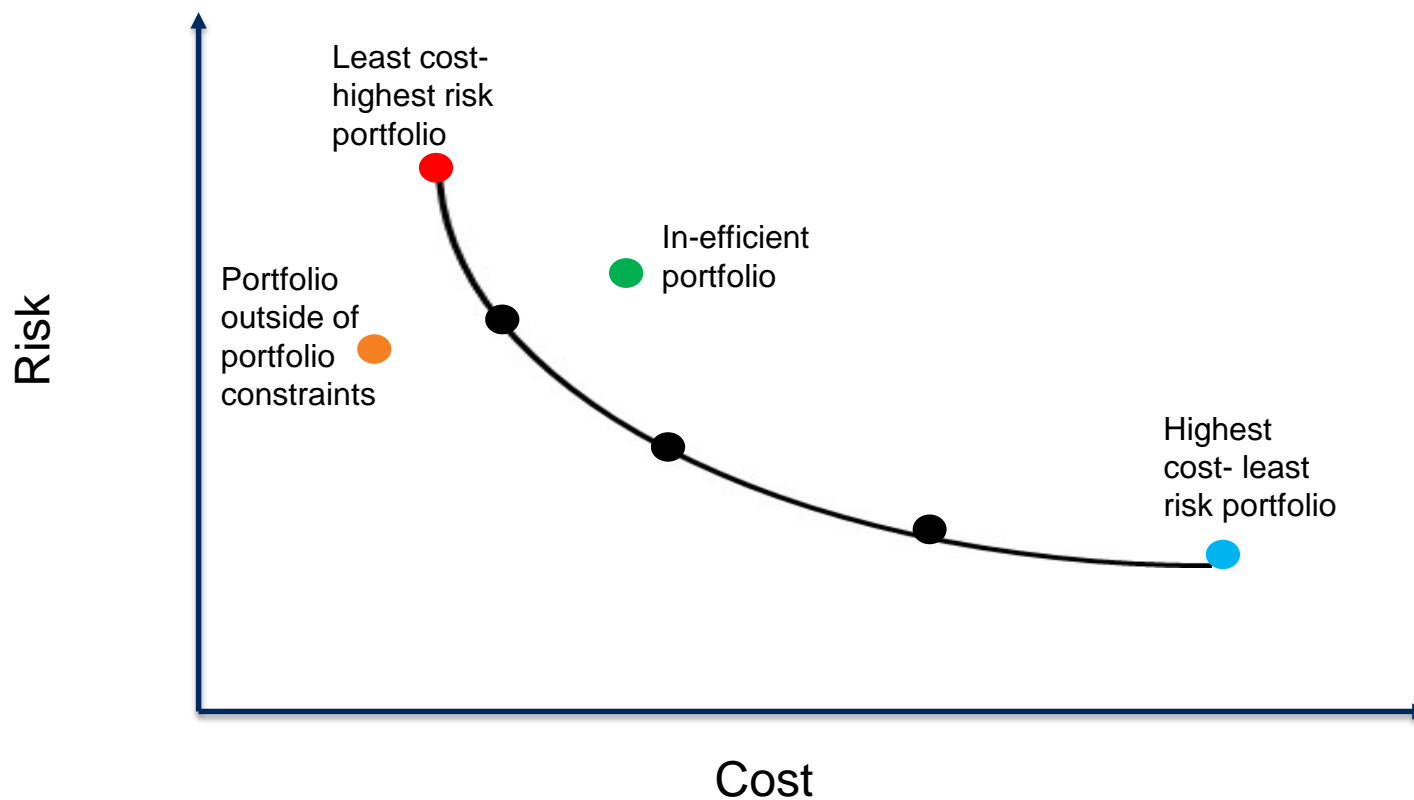 Least cost-
highest risk
portfolio
In-efficient
portfolio
Portfolio
outside of
portfolio
constraints
Risk
Highest
cost- least
risk portfolio
Cost